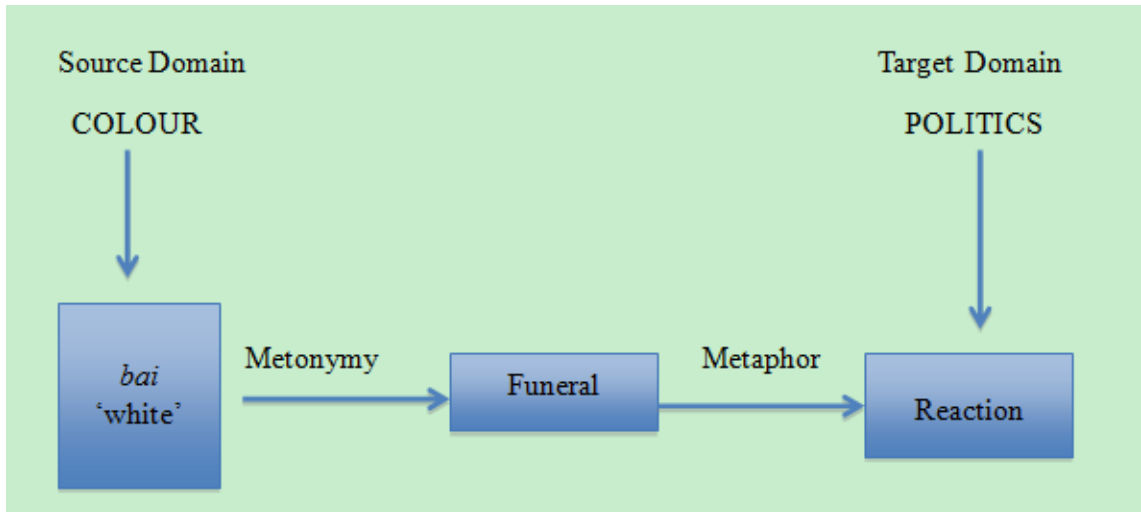 Source Domain
Target Domain
COLOUR
POLITICS
bai
‘white’
Metonymy
Funeral
Metaphor
Reaction